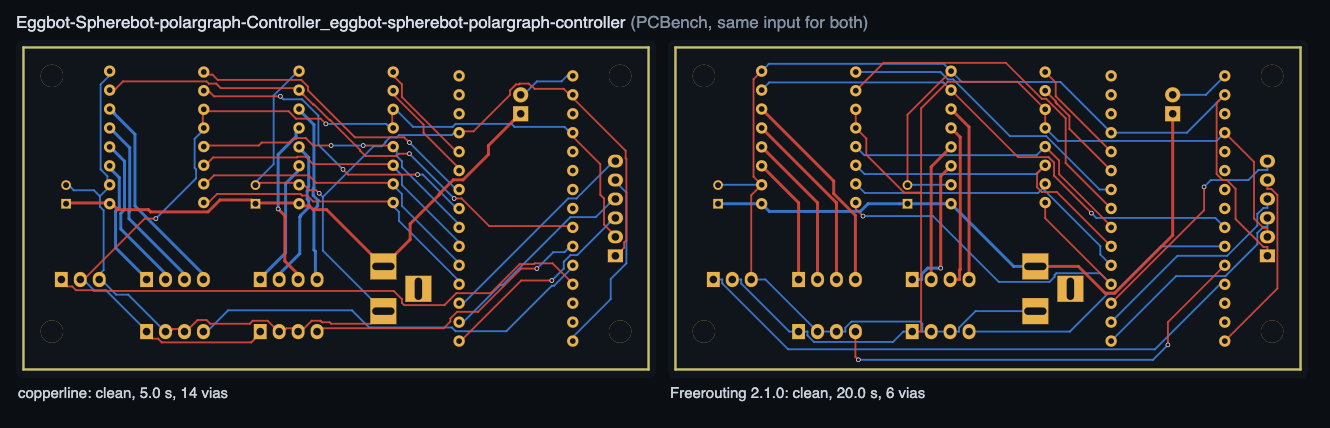 Eggbot-Spherebot-polargraph-Controller_eggbot-spherebot-polargraph-controller (PCBench, same input for both)
copperline: clean, 5.0 s, 14 vias
Freerouting 2.1.0: clean, 20.0 s, 6 vias